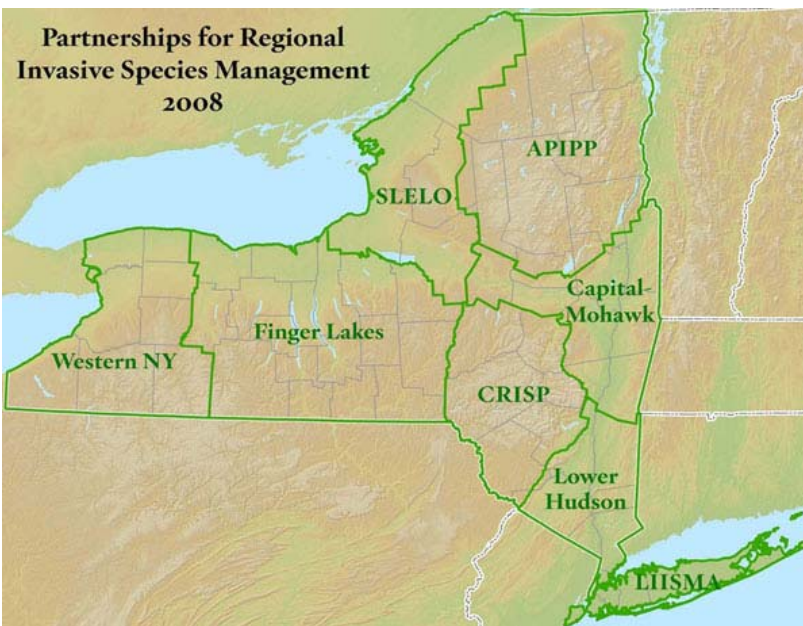 Partnerships for Regional
Invasive Species Management
2008
APIPP
SLELO
Capital-
Mohawk
Finger Lakes
Western NY
CRISP
Lower
Hudson
LIISMA